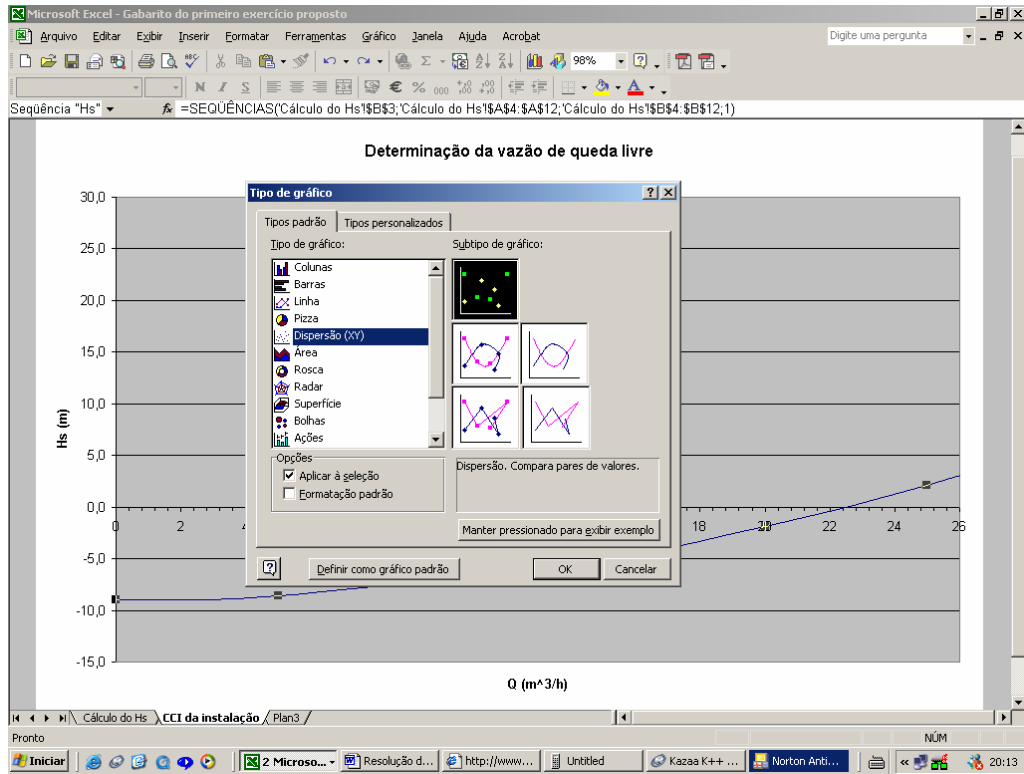 Microsoft Excel - Gabarito do primeiro exercício proposto
Arquivo Editar Exibir Inserir Formatar Ferramentas Gráfico Janela Ajuda Acrobat
Digite uma pergunta
98%
N I S
% 000
Seqüência "Hs" fx =SEQÜÊNCIAS('Cálculo do Hs'!$B$3;'Cálculo do Hs'!$A$4:$A$12;'Cálculo do Hs'!$B$4:$B$12;1)
Determinação da vazão de queda livre
Tipo de gráfico
Tipos padrão Tipos personalizados
Tipo de gráfico:
Subtipo de gráfico:
Colunas
Barras
Linha
Pizza
Dispersão (XY)
Área
Rosca
Radar
Superfície
Bolhas
Ações
Opções
Aplicar à seleção
Formatação padrão
Dispersão. Compara pares de valores.
Manter pressionado para exibir exemplo
Definir como gráfico padrão
OK
Cancelar
30,0
25,0
20,0
15,0
10,0
5,0
0,0
-5,0
-10,0
-15,0
Hs (m)
0 2 4 18 20 22 24 26
Q (m^3/h)
Cálculo do Hs CCI da instalação Plan3
Pronto
NÚM
Iniciar
2 Microso...
Resolução d...
http://www...
Untitled
Kazaa K++ ...
Norton Anti...
20:13